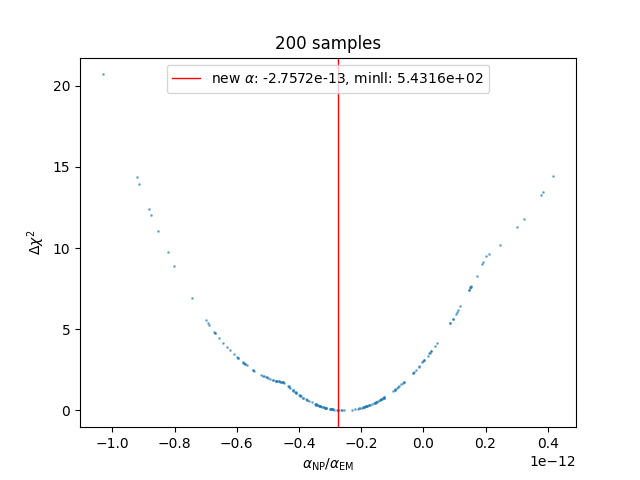 200 samples
new α: -2.7572e-13, minll: 5.4316e+02
20
15
10
5
0
Δχ²
−1.0 −0.8 −0.6 −0.4 −0.2 0.0 0.2 0.4
1e−12
α_NP/α_EM